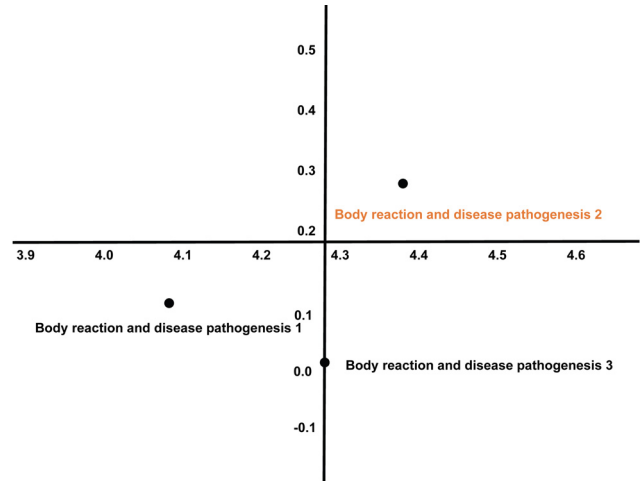 0.5
0.4
0.3
Body reaction and disease pathogenesis 2
0.2
3.9 4.0 4.1 4.2 4.3 4.4 4.5 4.6
0.1
Body reaction and disease pathogenesis 1
Body reaction and disease pathogenesis 3
0.0
-0.1